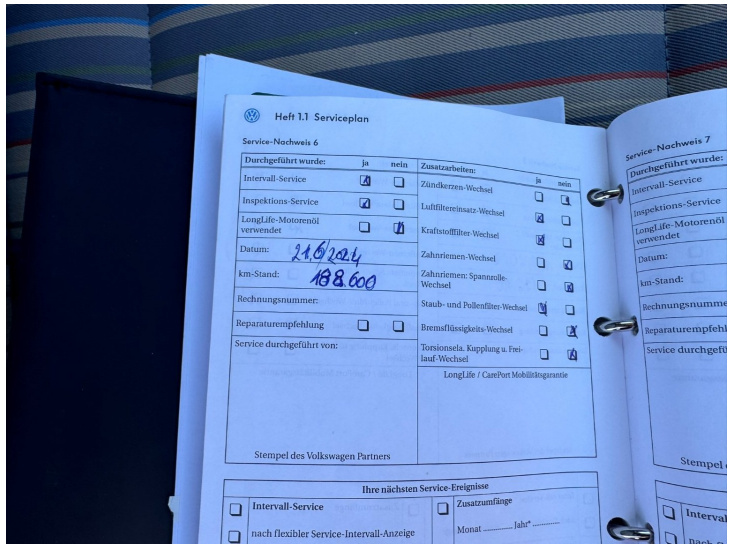 Heft 1.1 Serviceplan
Service-Nachweis 6
Durchgeführt wurde: ja nein
Intervall-Service
Inspektions-Service
LongLife-Motorenöl
verwendet
Datum: 21.6/2024
km-Stand: 188.600
Rechnungsnummer:
Reparaturempfehlung
Service durchgeführt von:
Stempel des Volkswagen Partners
Zusatzarbeiten: ja nein
Zündkerzen-Wechsel
Luftfiltereinsatz-Wechsel
Kraftstofffilter-Wechsel
Zahnriemen-Wechsel
Zahnriemen: Spannrolle-
Wechsel
Staub- und Pollenfilter-Wechsel
Bremsflüssigkeits-Wechsel
Torsionsela. Kupplung u. Frei-
lauf-Wechsel
LongLife / CarePort Mobilitätsgarantie
Ihre nächsten Service-Ereignisse
Intervall-Service
nach flexibler Service-Intervall-Anzeige
Zusatzumfänge
Monat Jahr*
Service-Nachweis 7
Durchgeführt wurde:
Intervall-Service
Inspektions-Service
LongLife-Motorenöl
verwendet
Datum:
km-Stand:
Rechnungsnumme
Reparaturempfehl
Service durchgefü
Stempel
Interval